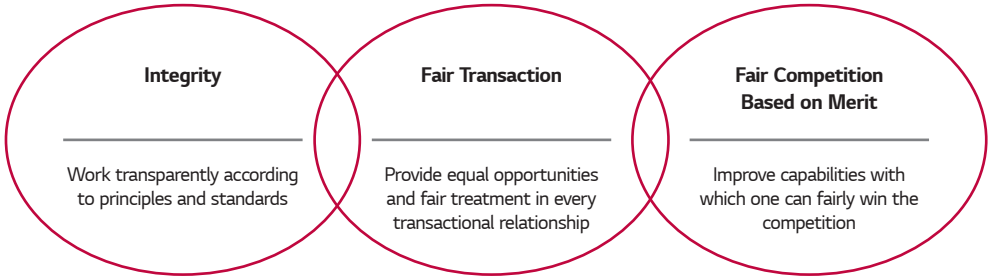 Integrity
Work transparently according
to principles and standards
Fair Transaction
Provide equal opportunities
and fair treatment in every
transactional relationship
Fair Competition
Based on Merit
Improve capabilities with
which one can fairly win the
competition